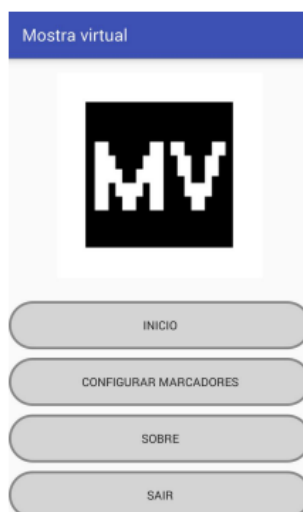 Mostra virtual
MV
INICIO
CONFIGURAR MARCADORES
SOBRE
SAIR